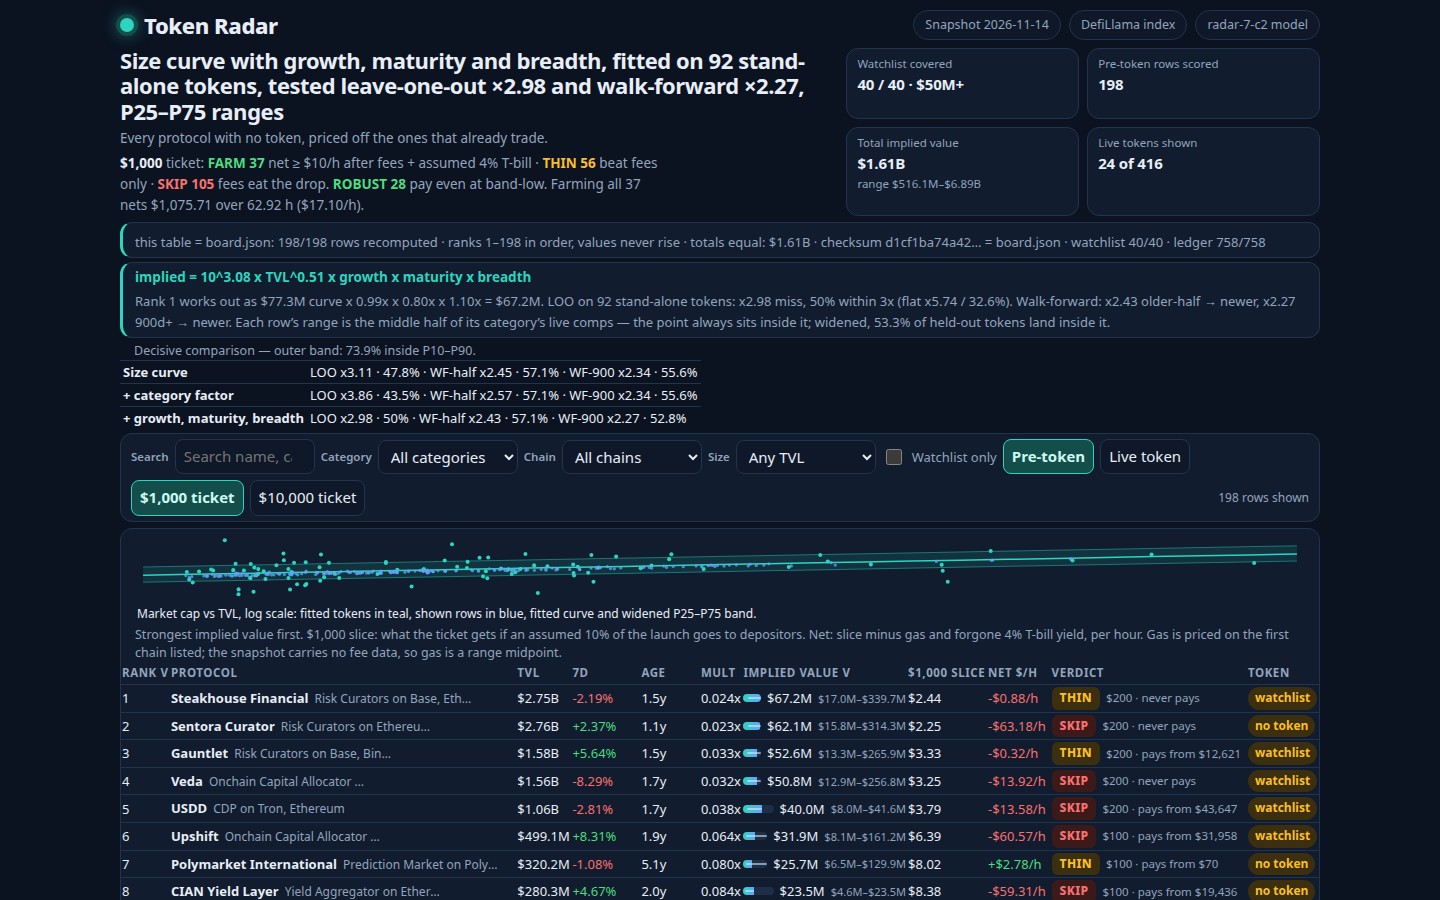 Token Radar
Snapshot 2026-11-14
DefiLlama index
radar-7-c2 model
Size curve with growth, maturity and breadth, fitted on 92 stand-
alone tokens, tested leave-one-out ×2.98 and walk-forward ×2.27,
P25–P75 ranges
Every protocol with no token, priced off the ones that already trade.
$1,000 ticket: FARM 37 net ≥ $10/h after fees + assumed 4% T-bill · THIN 56 beat fees
only · SKIP 105 fees eat the drop. ROBUST 28 pay even at band-low. Farming all 37
nets $1,075.71 over 62.92 h ($17.10/h).
Watchlist covered
40 / 40 · $50M+
Pre-token rows scored
198
Total implied value
$1.61B
range $516.1M–$6.89B
Live tokens shown
24 of 416
this table = board.json: 198/198 rows recomputed · ranks 1–198 in order, values never rise · totals equal: $1.61B · checksum d1cf1ba74a42... = board.json · watchlist 40/40 · ledger 758/758
implied = 10^3.08 x TVL^0.51 x growth x maturity x breadth
Rank 1 works out as $77.3M curve x 0.99x x 0.80x x 1.10x = $67.2M. LOO on 92 stand-alone tokens: x2.98 miss, 50% within 3x (flat x5.74 / 32.6%). Walk-forward: x2.43 older-half → newer, x2.27
900d+ → newer. Each row's range is the middle half of its category's live comps — the point always sits inside it; widened, 53.3% of held-out tokens land inside it.
Decisive comparison — outer band: 73.9% inside P10–P90.
Size curve LOO x3.11 · 47.8% · WF-half x2.45 · 57.1% · WF-900 x2.34 · 55.6%
+ category factor LOO x3.86 · 43.5% · WF-half x2.57 · 57.1% · WF-900 x2.34 · 55.6%
+ growth, maturity, breadth LOO x2.98 · 50% · WF-half x2.43 · 57.1% · WF-900 x2.27 · 52.8%
Search Search name, c Category All categories Chain All chains Size Any TVL Watchlist only Pre-token Live token
$1,000 ticket $10,000 ticket 198 rows shown
Market cap vs TVL, log scale: fitted tokens in teal, shown rows in blue, fitted curve and widened P25–P75 band.
Strongest implied value first. $1,000 slice: what the ticket gets if an assumed 10% of the launch goes to depositors. Net: slice minus gas and forgone 4% T-bill yield, per hour. Gas is priced on the first
chain listed; the snapshot carries no fee data, so gas is a range midpoint.
RANK V PROTOCOL TVL 7D AGE MULT IMPLIED VALUE V $1,000 SLICE NET $/H VERDICT TOKEN
1 Steakhouse Financial Risk Curators on Base, Eth... $2.75B -2.19% 1.5y 0.024x $67.2M $17.0M–$339.7M $2.44 -$0.88/h THIN $200 · never pays watchlist
2 Sentora Curator Risk Curators on Ethereu... $2.76B +2.37% 1.1y 0.023x $62.1M $15.8M–$314.3M $2.25 -$63.18/h SKIP $200 · never pays no token
3 Gauntlet Risk Curators on Base, Bin... $1.58B +5.64% 1.5y 0.033x $52.6M $13.3M–$265.9M $3.33 -$0.32/h THIN $200 · pays from $12,621 watchlist
4 Veda Onchain Capital Allocator ... $1.56B -8.29% 1.7y 0.032x $50.8M $12.9M–$256.8M $3.25 -$13.92/h SKIP $200 · never pays watchlist
5 USDD CDP on Tron, Ethereum $1.06B -2.81% 1.7y 0.038x $40.0M $8.0M–$41.6M $3.79 -$13.58/h SKIP $200 · pays from $43,647 watchlist
6 Upshift Onchain Capital Allocator ... $499.1M +8.31% 1.9y 0.064x $31.9M $8.1M–$161.2M $6.39 -$60.57/h SKIP $100 · pays from $31,958 watchlist
7 Polymarket International Prediction Market on Poly... $320.2M -1.08% 5.1y 0.080x $25.7M $6.5M–$129.9M $8.02 +$2.78/h THIN $100 · pays from $70 no token
8 CIAN Yield Layer Yield Aggregator on Ether... $280.3M +4.67% 2.0y 0.084x $23.5M $4.6M–$23.5M $8.38 -$59.31/h SKIP $100 · pays from $19,436 no token